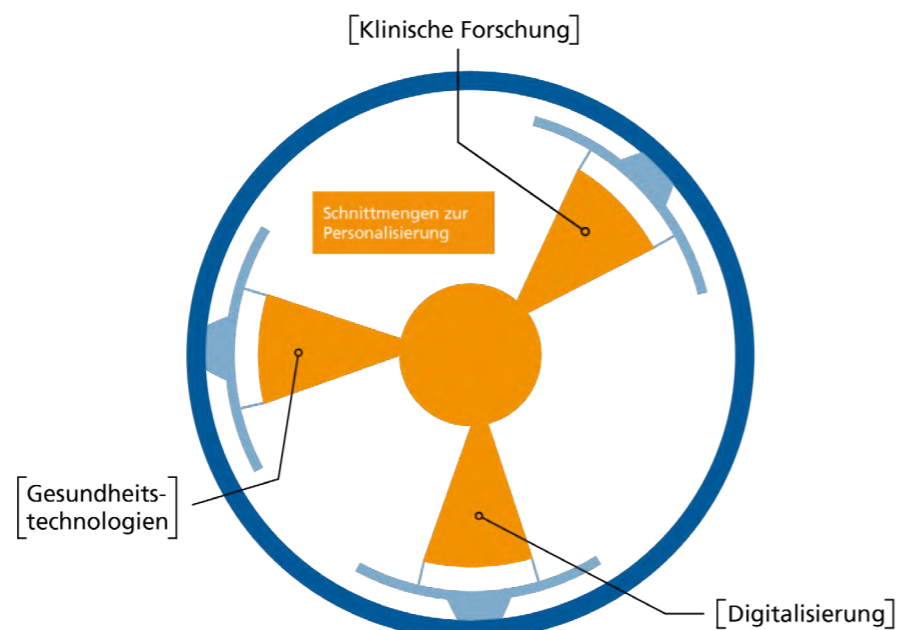 [Klinische Forschung]
Schnittmengen zur
Personalisierung
[Gesundheits-
technologien]
[Digitalisierung]